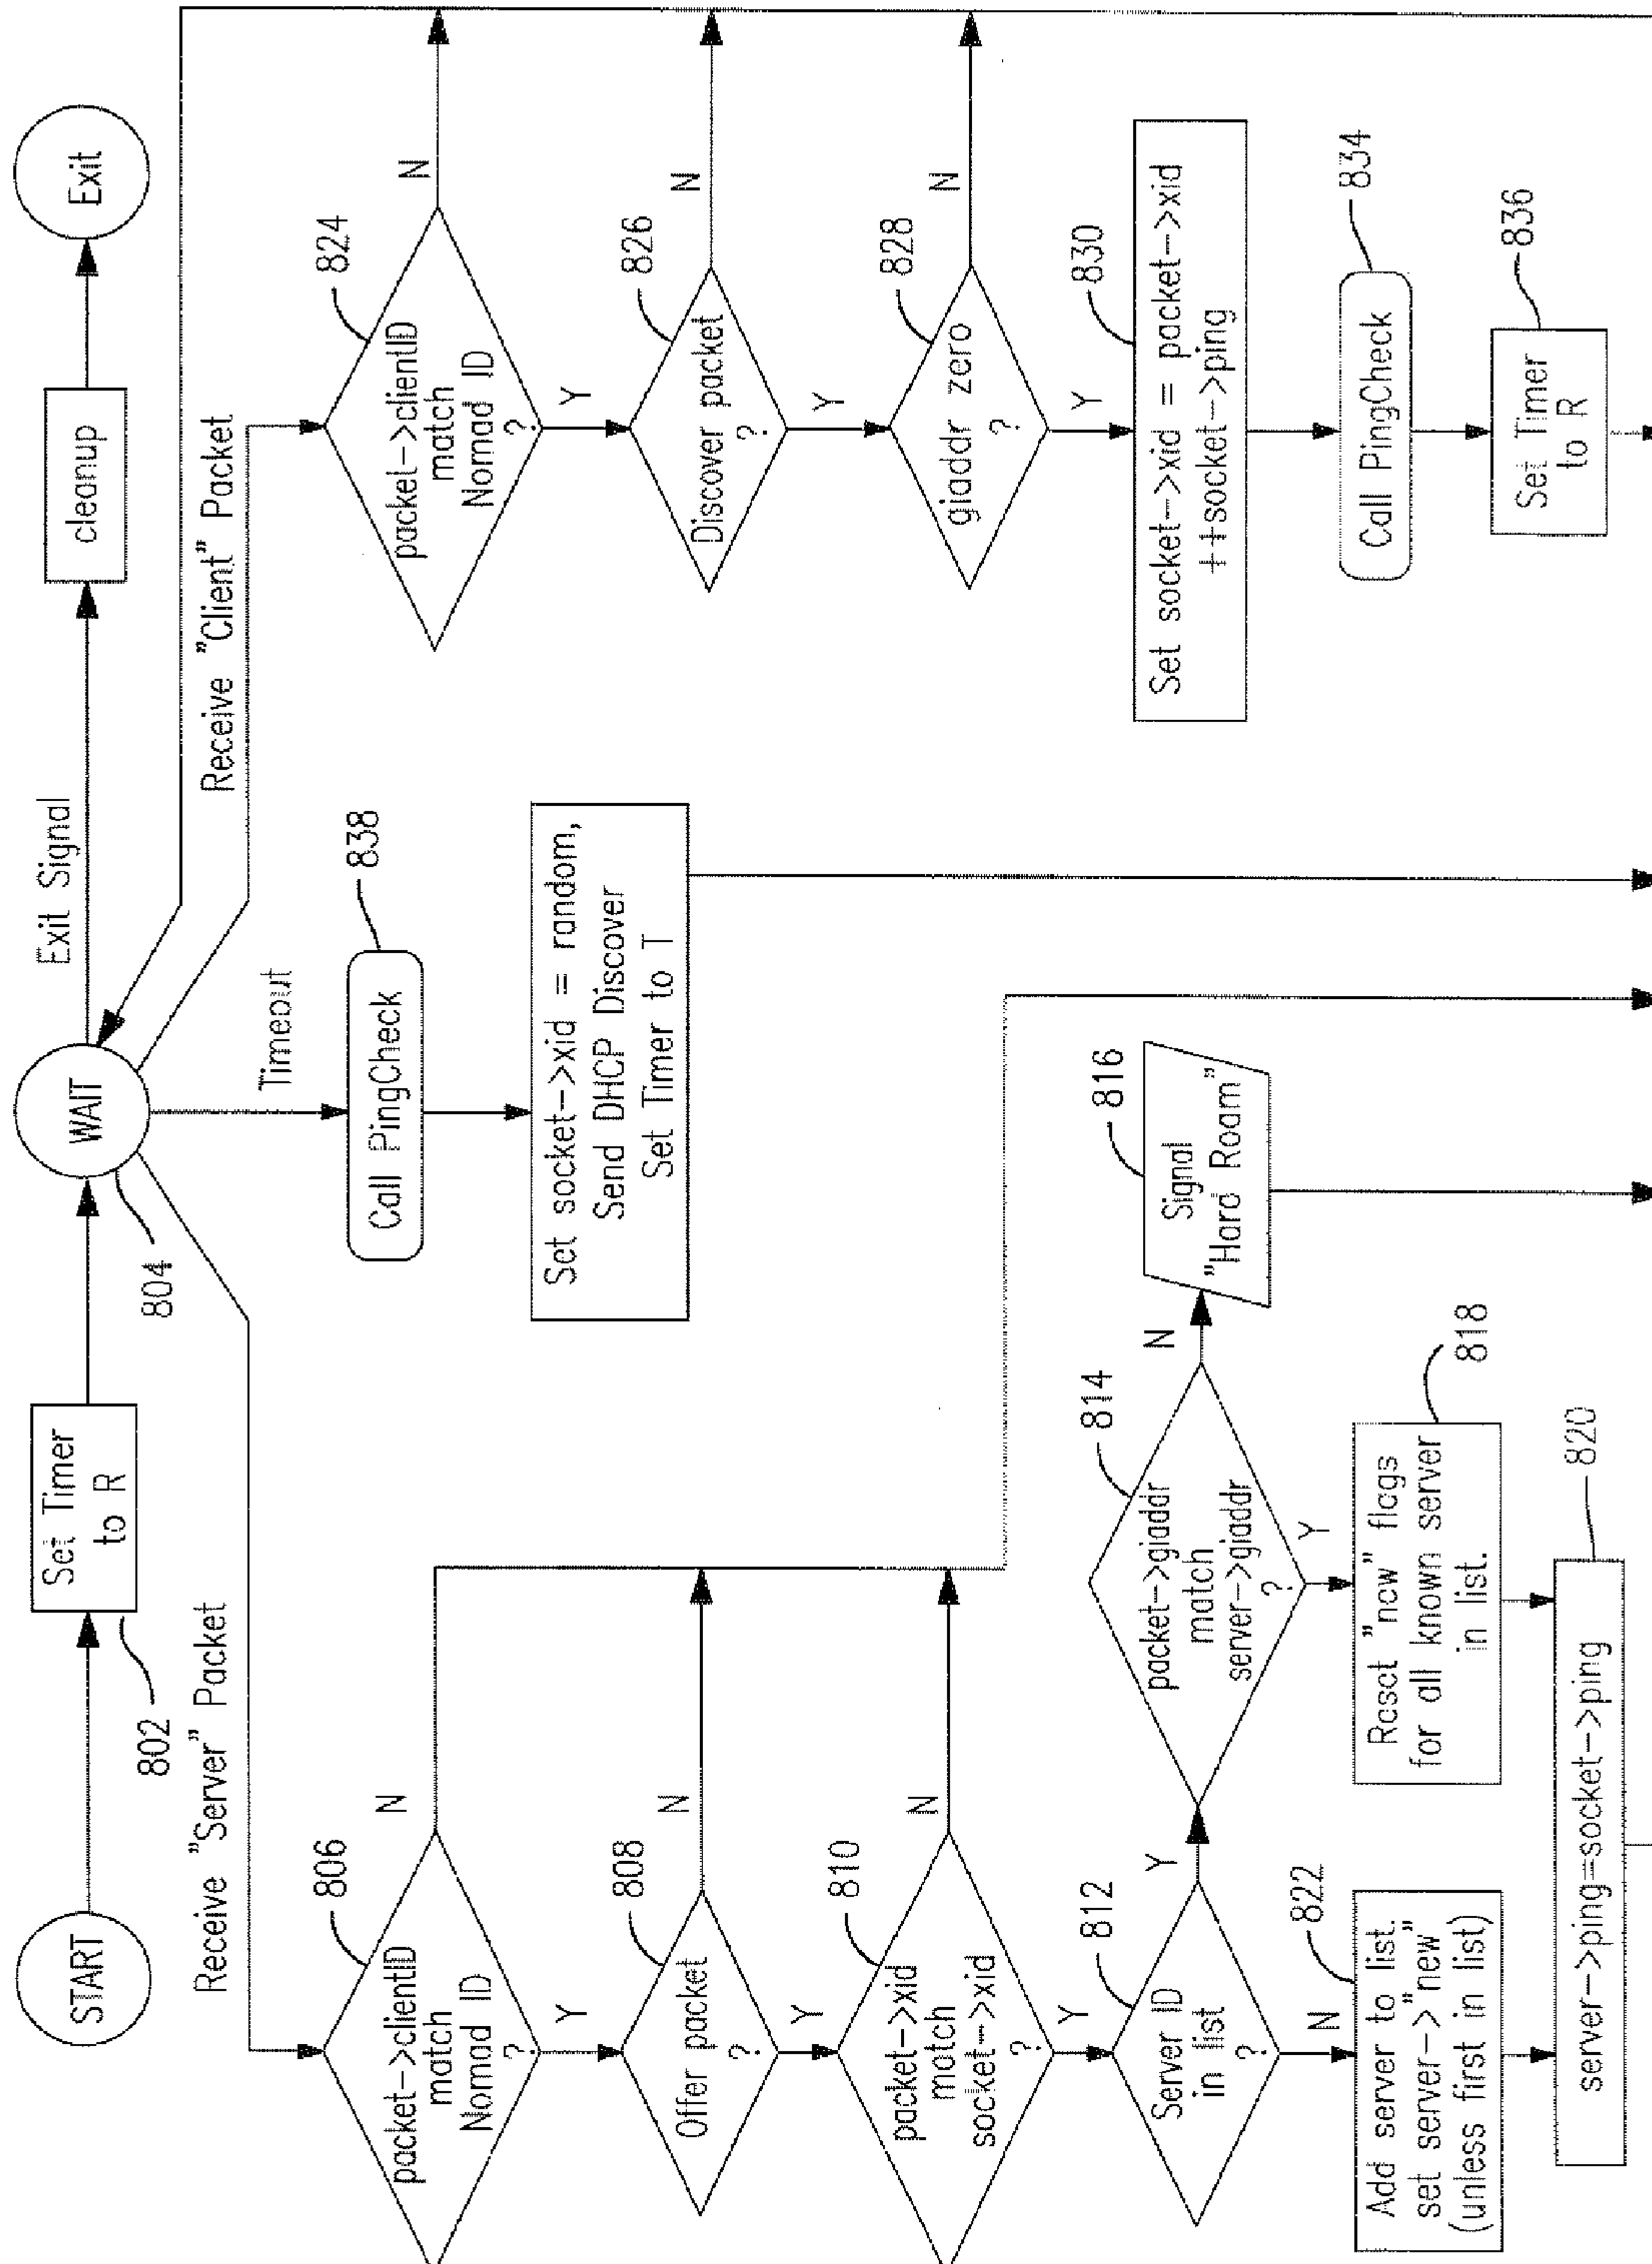 START
Set Timer
to R
802
WAIT
804
Exit Signal
cleanup
Exit
Receive "Server" Packet
Timeout
Receive "Client" Packet
packet->clientID
match
Nomad ID
?
806
N
Y
Offer packet
?
808
N
Y
packet->xid
match
socket->xid
?
810
N
Y
Server ID
in list
?
812
Y
N
packet->giaddr
match
server->giaddr
?
814
N
Y
Signal
"Hard Roam"
816
Reset "new" flags
for all known server
in list.
818
Add server to list.
set server->"new"
(unless first in list)
822
server->ping=socket->ping
820
Call PingCheck
838
Set socket->xid = random,
Send DHCP Discover
Set Timer to T
packet->clientID
match
Nomad ID
?
824
N
Y
Discover packet
?
826
N
Y
giaddr zero
?
828
N
Y
Set socket->xid = packet->xid
++socket->ping
830
Call PingCheck
834
Set Timer
to R
836